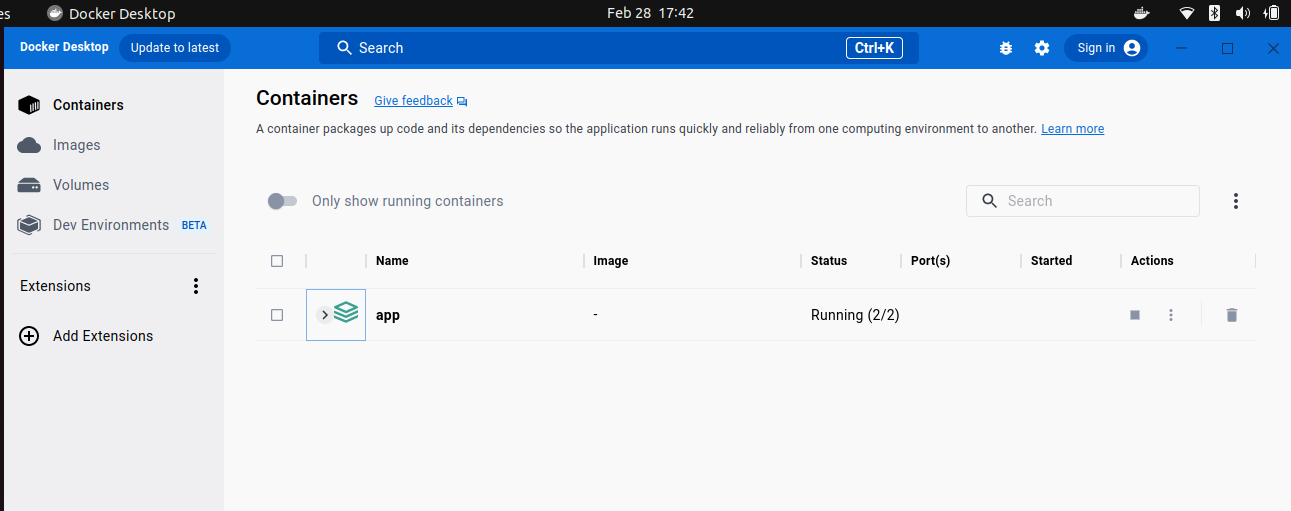 es Docker Desktop Feb 28 17:42
Docker Desktop Update to latest Search Ctrl+K Sign in
Containers
Images
Volumes
Dev Environments BETA
Extensions
Add Extensions
Containers Give feedback
A container packages up code and its dependencies so the application runs quickly and reliably from one computing environment to another. Learn more
Only show running containers Search
Name Image Status Port(s) Started Actions
app - Running (2/2)